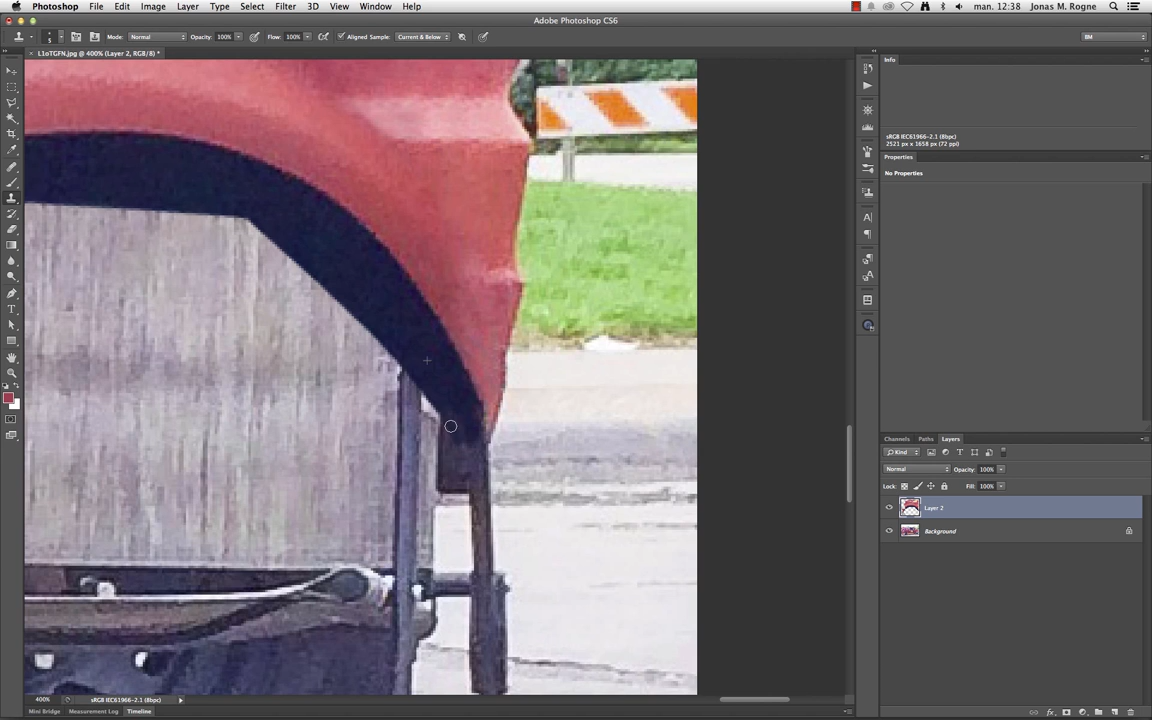 Photoshop File Edit Image Layer Type Select Filter 3D View Window Help man. 12:38 Jonas M. Rogne
Adobe Photoshop CS6
5 Mode: Normal Opacity: 100% Flow: 100% Aligned Sample: Current & Below BM
× L1oTGFN.jpg @ 400% (Layer 2, RGB/8) *
Info
sRGB IEC61966-2.1 (8bpc)
2521 px x 1658 px (72 ppi)
Properties
No Properties
Channels Paths Layers
Kind
Normal Opacity: 100%
Lock: Fill: 100%
Layer 2
Background
400% sRGB IEC61966-2.1 (8bpc)
Mini Bridge Measurement Log Timeline